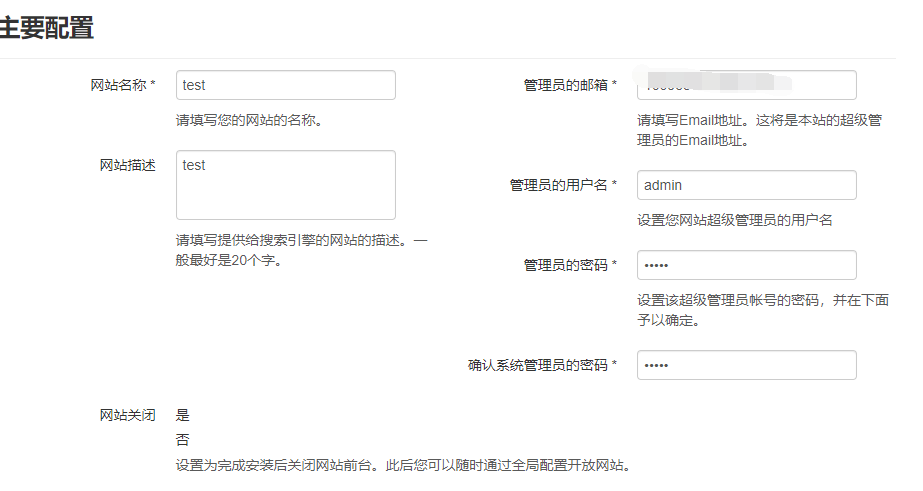 主要配置
网站名称 *
test
请填写您的网站的名称。
网站描述
test
请填写提供给搜索引擎的网站的描述。一
般最好是20个字。
管理员的邮箱 *
请填写Email地址。这将是本站的超级管
理员的Email地址。
管理员的用户名 *
admin
设置您网站超级管理员的用户名
管理员的密码 *
•••••
设置该超级管理员帐号的密码，并在下面
予以确定。
确认系统管理员的密码 *
•••••
网站关闭
是
否
设置为完成安装后关闭网站前台。此后您可以随时通过全局配置开放网站。